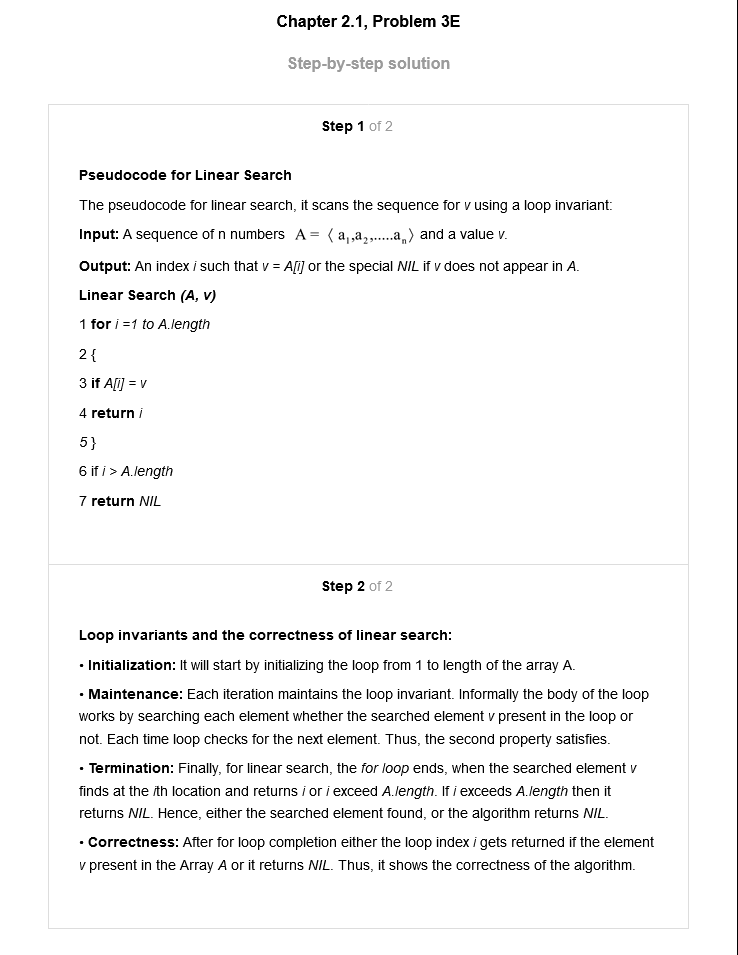 Chapter 2.1, Problem 3E
Step-by-step solution
Step 1 of 2
Pseudocode for Linear Search
The pseudocode for linear search, it scans the sequence for v using a loop invariant:
Input: A sequence of n numbers A = ⟨ a₁,a₂,.....aₙ⟩ and a value v.
Output: An index i such that v = A[i] or the special NIL if v does not appear in A.
Linear Search (A, v)
1 for i =1 to A.length
2 {
3 if A[i] = v
4 return i
5 }
6 if i > A.length
7 return NIL
Step 2 of 2
Loop invariants and the correctness of linear search:
• Initialization: It will start by initializing the loop from 1 to length of the array A.
• Maintenance: Each iteration maintains the loop invariant. Informally the body of the loop
works by searching each element whether the searched element v present in the loop or
not. Each time loop checks for the next element. Thus, the second property satisfies.
• Termination: Finally, for linear search, the for loop ends, when the searched element v
finds at the ith location and returns i or i exceed A.length. If i exceeds A.length then it
returns NIL. Hence, either the searched element found, or the algorithm returns NIL.
• Correctness: After for loop completion either the loop index i gets returned if the element
v present in the Array A or it returns NIL. Thus, it shows the correctness of the algorithm.